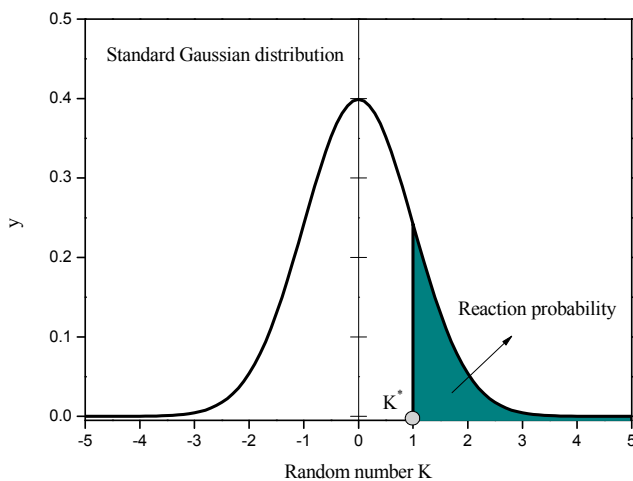 0.5
Standard Gaussian distribution
0.4
0.3
y
0.2
Reaction probability
0.1
K*
0.0
-5 -4 -3 -2 -1 0 1 2 3 4 5
Random number K